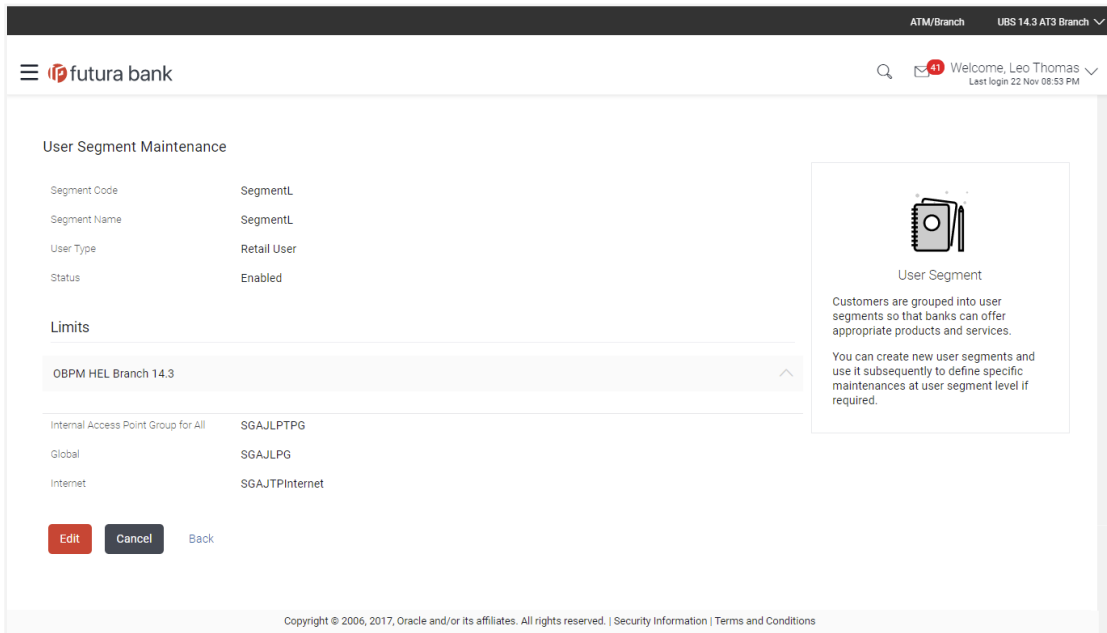 ATM/Branch UBS 14.3 AT3 Branch
futura bank 41 Welcome, Leo Thomas
Last login 22 Nov 08:53 PM
User Segment Maintenance
Segment Code SegmentL
Segment Name SegmentL
User Type Retail User
Status Enabled
Limits
OBPM HEL Branch 14.3
Internal Access Point Group for All SGAJLPTPG
Global SGAJLPG
Internet SGAJTPInternet
Edit Cancel Back
User Segment
Customers are grouped into user
segments so that banks can offer
appropriate products and services.
You can create new user segments and
use it subsequently to define specific
maintenances at user segment level if
required.
Copyright © 2006, 2017, Oracle and/or its affiliates. All rights reserved. | Security Information | Terms and Conditions